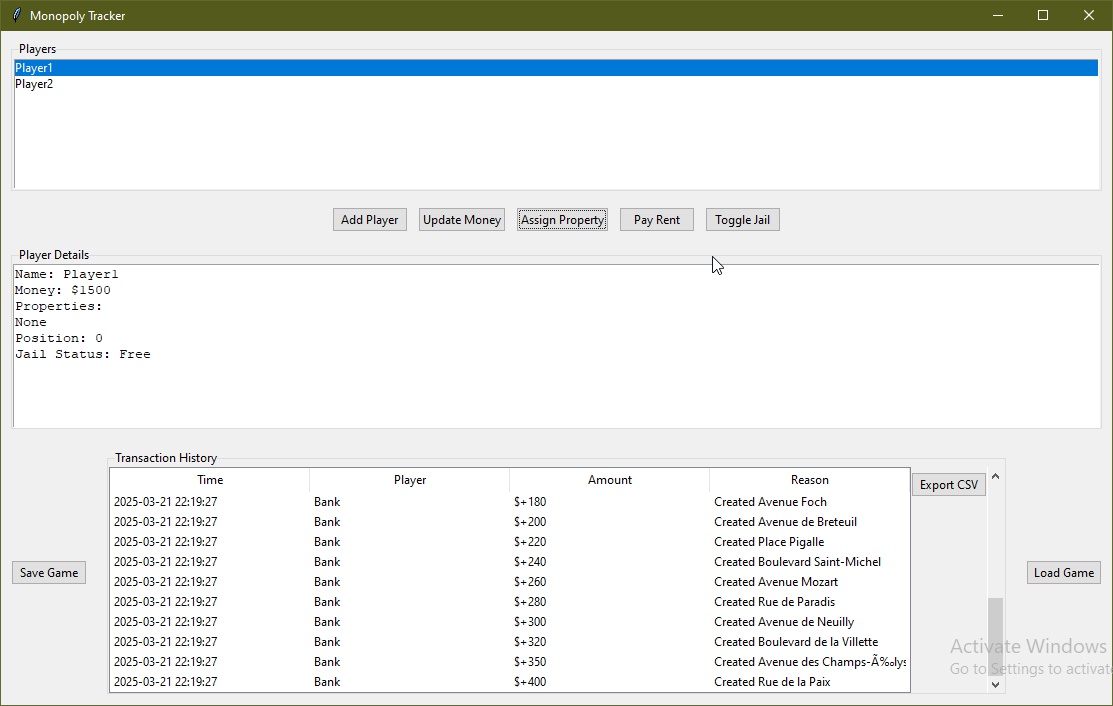 Monopoly Tracker
Players
Player1
Player2
Add Player Update Money Assign Property Pay Rent Toggle Jail
Player Details
Name: Player1
Money: $1500
Properties:
None
Position: 0
Jail Status: Free
Transaction History
Time Player Amount Reason
Export CSV
2025-03-21 22:19:27 Bank $+180 Created Avenue Foch
2025-03-21 22:19:27 Bank $+200 Created Avenue de Breteuil
2025-03-21 22:19:27 Bank $+220 Created Place Pigalle
2025-03-21 22:19:27 Bank $+240 Created Boulevard Saint-Michel
Save Game
Load Game
2025-03-21 22:19:27 Bank $+260 Created Avenue Mozart
2025-03-21 22:19:27 Bank $+280 Created Rue de Paradis
2025-03-21 22:19:27 Bank $+300 Created Avenue de Neuilly
2025-03-21 22:19:27 Bank $+320 Created Boulevard de la Villette
2025-03-21 22:19:27 Bank $+350 Created Avenue des Champs-Ã‰lys
2025-03-21 22:19:27 Bank $+400 Created Rue de la Paix
Activate Windows
Go to Settings to activat